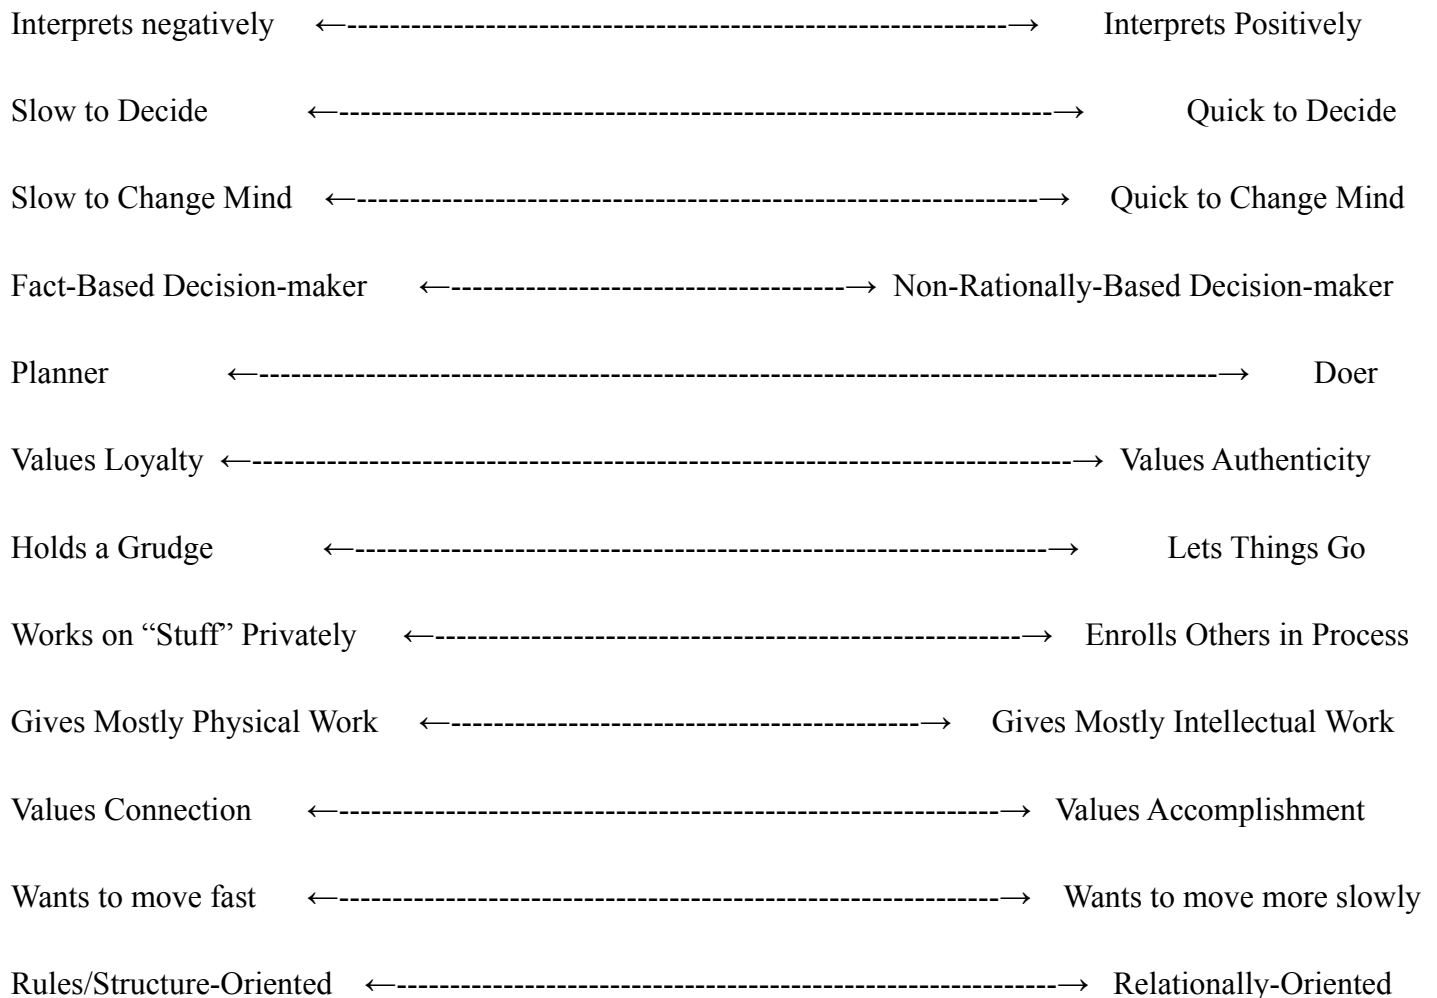 Interprets negatively ←--------------------------------------------------------------→ Interprets Positively
Slow to Decide ←-------------------------------------------------------------------→ Quick to Decide
Slow to Change Mind ←----------------------------------------------------------------→ Quick to Change Mind
Fact-Based Decision-maker ←-------------------------------------→ Non-Rationally-Based Decision-maker
Planner ←------------------------------------------------------------------------------------------→ Doer
Values Loyalty ←-----------------------------------------------------------------------------→ Values Authenticity
Holds a Grudge ←-----------------------------------------------------------------→ Lets Things Go
Works on “Stuff” Privately ←-------------------------------------------------------→ Enrolls Others in Process
Gives Mostly Physical Work ←--------------------------------------------→ Gives Mostly Intellectual Work
Values Connection ←--------------------------------------------------------------→ Values Accomplishment
Wants to move fast ←--------------------------------------------------------------→ Wants to move more slowly
Rules/Structure-Oriented ←--------------------------------------------------------------→ Relationally-Oriented